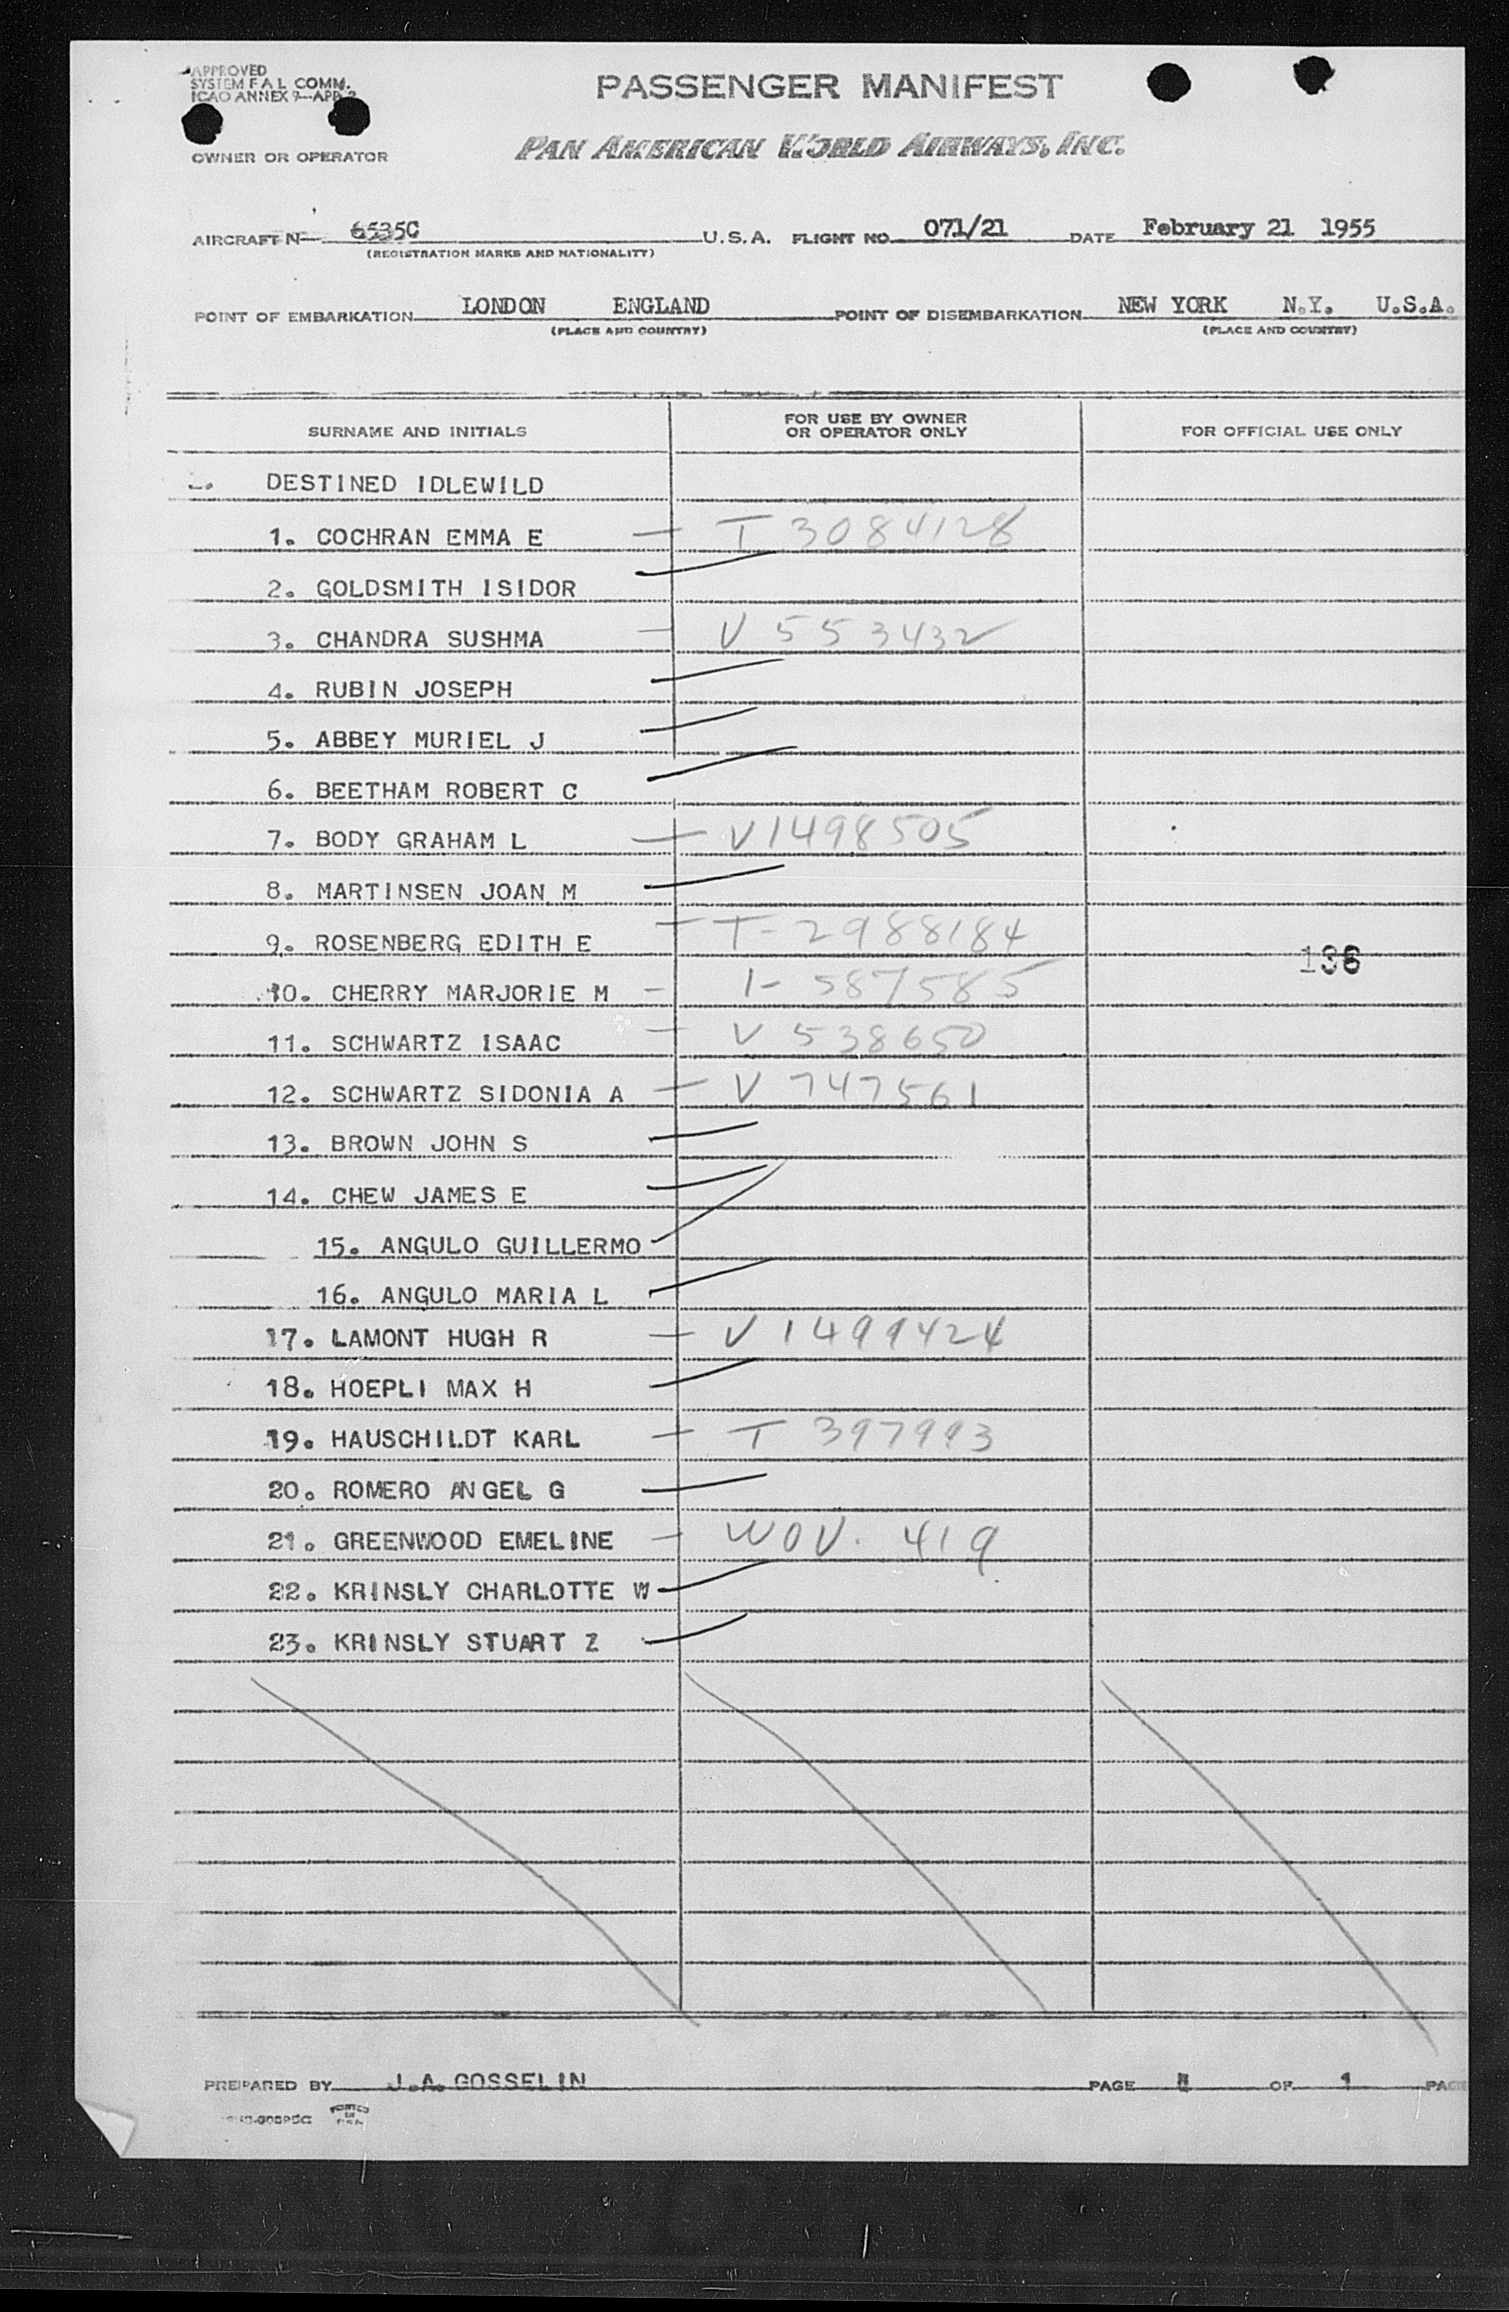 APPROVED
SYSTEM F A L COMM.
ICAO ANNEX 9—APP
PASSENGER MANIFEST
OWNER OR OPERATOR
PAN AMERICAN WORLD AIRWAYS, INC.
AIRCRAFT N— 6535C U.S.A. FLIGHT NO. 071/21 DATE February 21 1955
(REGISTRATION MARKS AND NATIONALITY)
POINT OF EMBARKATION LONDON ENGLAND POINT OF DISEMBARKATION NEW YORK N.Y. U.S.A.
(PLACE AND COUNTRY) (PLACE AND COUNTRY)
SURNAME AND INITIALS FOR USE BY OWNER OR OPERATOR ONLY FOR OFFICIAL USE ONLY
DESTINED IDLEWILD
1. COCHRAN EMMA E — T 3084128
2. GOLDSMITH ISIDOR
3. CHANDRA SUSHMA — V 553432
4. RUBIN JOSEPH
5. ABBEY MURIEL J
6. BEETHAM ROBERT C
7. BODY GRAHAM L — V1498505
8. MARTINSEN JOAN M
9. ROSENBERG EDITH E — T-2988184
136
10. CHERRY MARJORIE M — 1-587585
11. SCHWARTZ ISAAC — V 538650
12. SCHWARTZ SIDONIA A — V 747561
13. BROWN JOHN S
14. CHEW JAMES E
15. ANGULO GUILLERMO
16. ANGULO MARIA L
17. LAMONT HUGH R — V 1499424
18. HOEPLI MAX H
19. HAUSCHILDT KARL — T 397993
20. ROMERO ANGEL G
21. GREENWOOD EMELINE — WOV. 419
22. KRINSLY CHARLOTTE W
23. KRINSLY STUART Z
PREPARED BY J.A. GOSSELIN PAGE OF 1